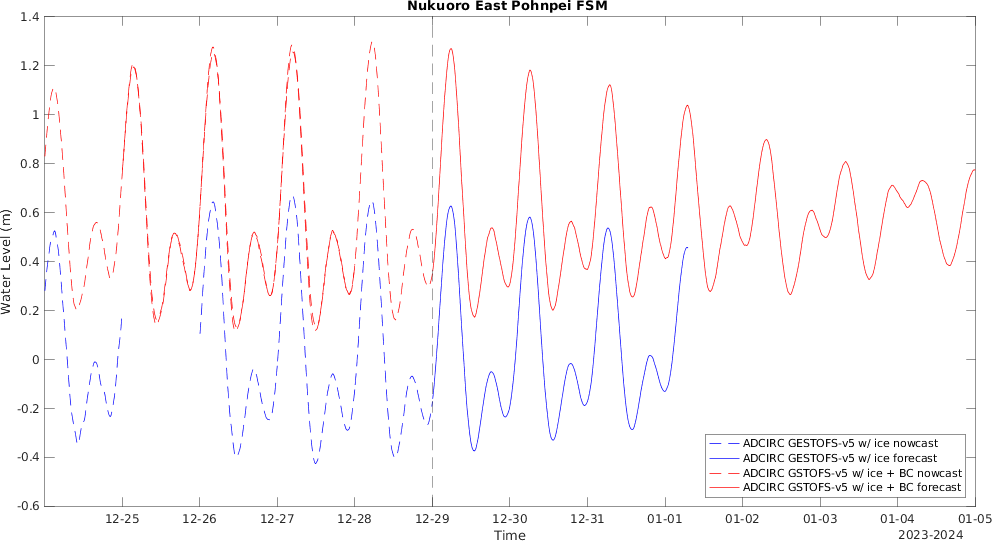 Nukuoro East Pohnpei FSM
Water Level (m)
1.4
1.2
1
0.8
0.6
0.4
0.2
0
-0.2
-0.4
-0.6
ADCIRC GESTOFS-v5 w/ ice nowcast
ADCIRC GESTOFS-v5 w/ ice forecast
ADCIRC GSTOFS-v5 w/ ice + BC nowcast
ADCIRC GSTOFS-v5 w/ ice + BC forecast
12-25 12-26 12-27 12-28 12-29 12-30 12-31 01-01 01-02 01-03 01-04 01-05
Time
2023-2024